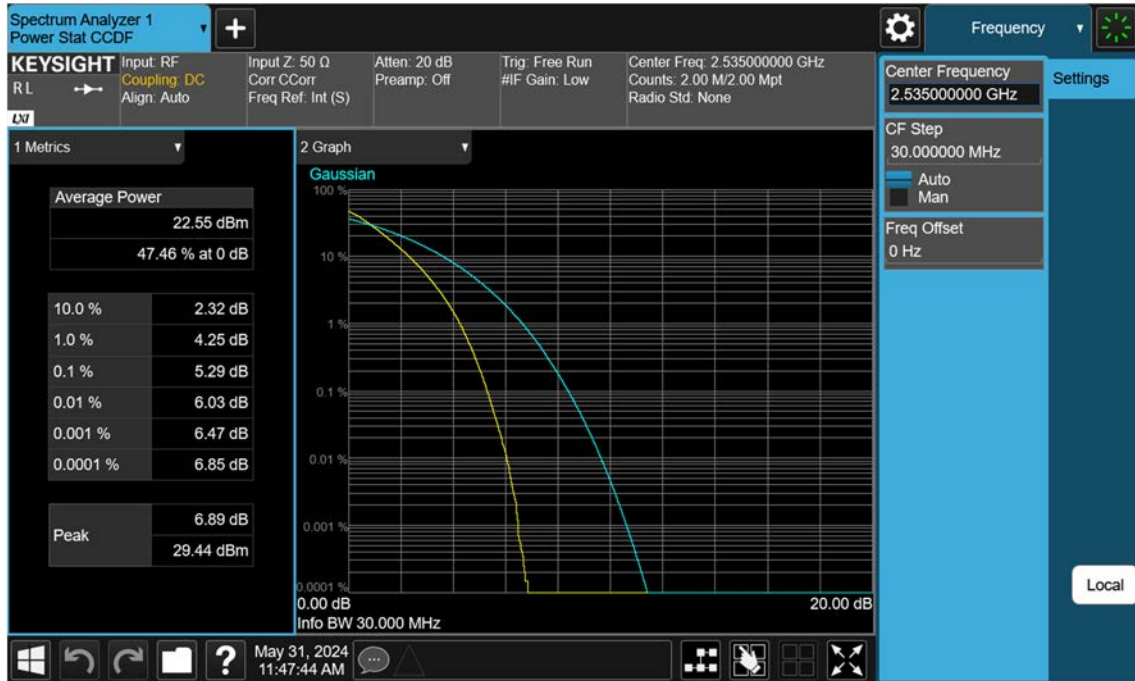 Spectrum Analyzer 1
Power Stat CCDF
+
Frequency
KEYSIGHT
R L
LXI
Input: RF
Coupling: DC
Align: Auto
Input Z: 50 Ω
Corr CCorr
Freq Ref: Int (S)
Atten: 20 dB
Preamp: Off
Trig: Free Run
#IF Gain: Low
Center Freq: 2.535000000 GHz
Counts: 2.00 M/2.00 Mpt
Radio Std: None
Center Frequency
2.535000000 GHz
Settings
CF Step
30.000000 MHz
Auto
Man
Freq Offset
0 Hz
Local
1 Metrics
Average Power
22.55 dBm
47.46 % at 0 dB
10.0 % 2.32 dB
1.0 % 4.25 dB
0.1 % 5.29 dB
0.01 % 6.03 dB
0.001 % 6.47 dB
0.0001 % 6.85 dB
Peak
6.89 dB
29.44 dBm
2 Graph
Gaussian
100 %
10 %
1 %
0.1 %
0.01 %
0.001 %
0.0001 %
0.00 dB 20.00 dB
Info BW 30.000 MHz
?
May 31, 2024
11:47:44 AM